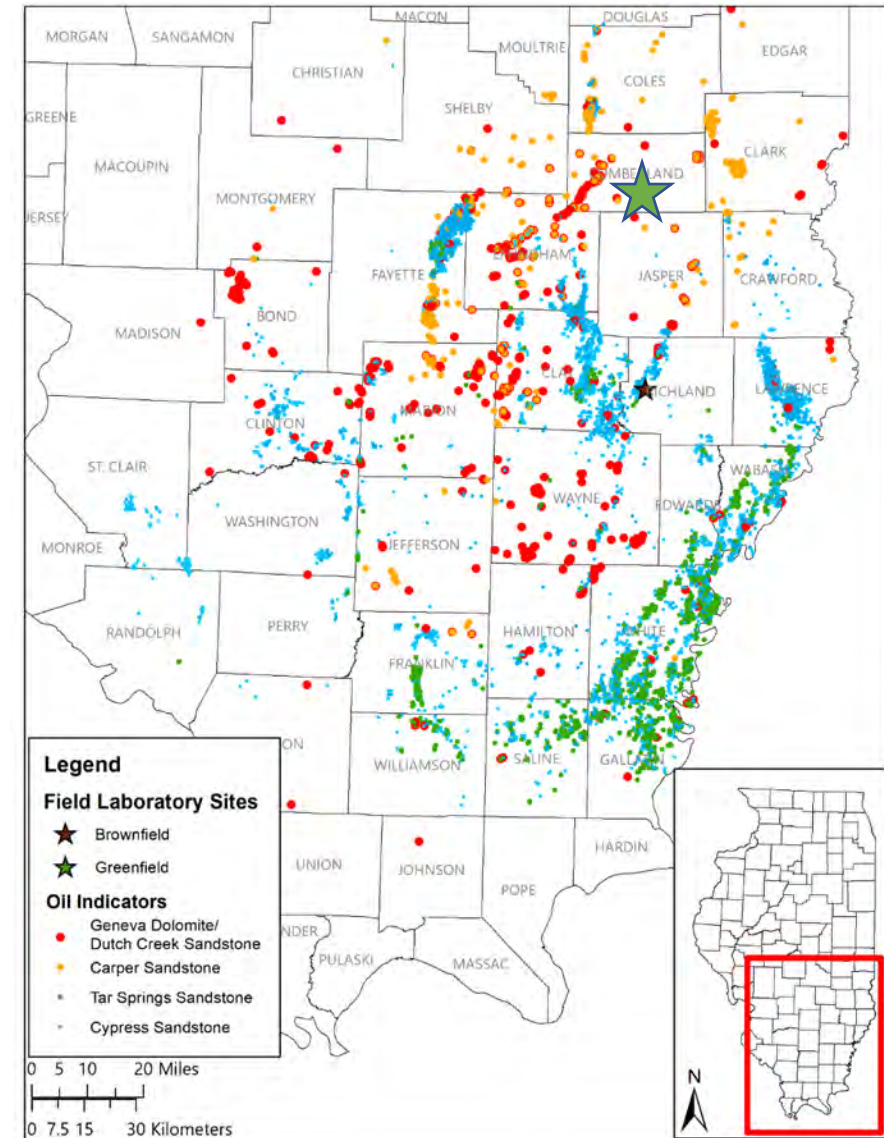 MACON
DOUGLAS
MORGAN
SANGAMON
MOULTRIE
EDGAR
CHRISTIAN
COLES
SHELBY
GREENE
CLARK
MACOUPIN
MONTGOMERY
JERSEY
FAYETTE
JASPER
CRAWFORD
BOND
MADISON
LAWRENCE
MARION
CLINTON
ST. CLAIR
WABASH
WAYNE
EDWARDS
WASHINGTON
JEFFERSON
MONROE
RANDOLPH
PERRY
HAMILTON
WHITE
FRANKLIN
WILLIAMSON
SALINE
GALLATIN
HARDIN
UNION
JOHNSON
POPE
PULASKI
MASSAC
Legend
Field Laboratory Sites
Brownfield
Greenfield
Oil Indicators
Geneva Dolomite/
Dutch Creek Sandstone
Carper Sandstone
Tar Springs Sandstone
Cypress Sandstone
0 5 10 20 Miles
0 7.5 15 30 Kilometers
N